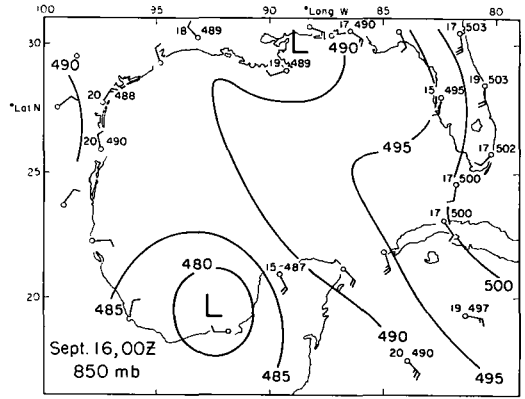 °Long W
100 95 90 85 80
30 18 489 L 490 17 490 17 503
19 489
490
20 488 15 495 19 503
°Lat N
20 490
25 495 17 502
17 500
17 500
480 15 487 500
20 485 L 19 497
490
Sept. 16, 00Z 20 490
850 mb 485 495